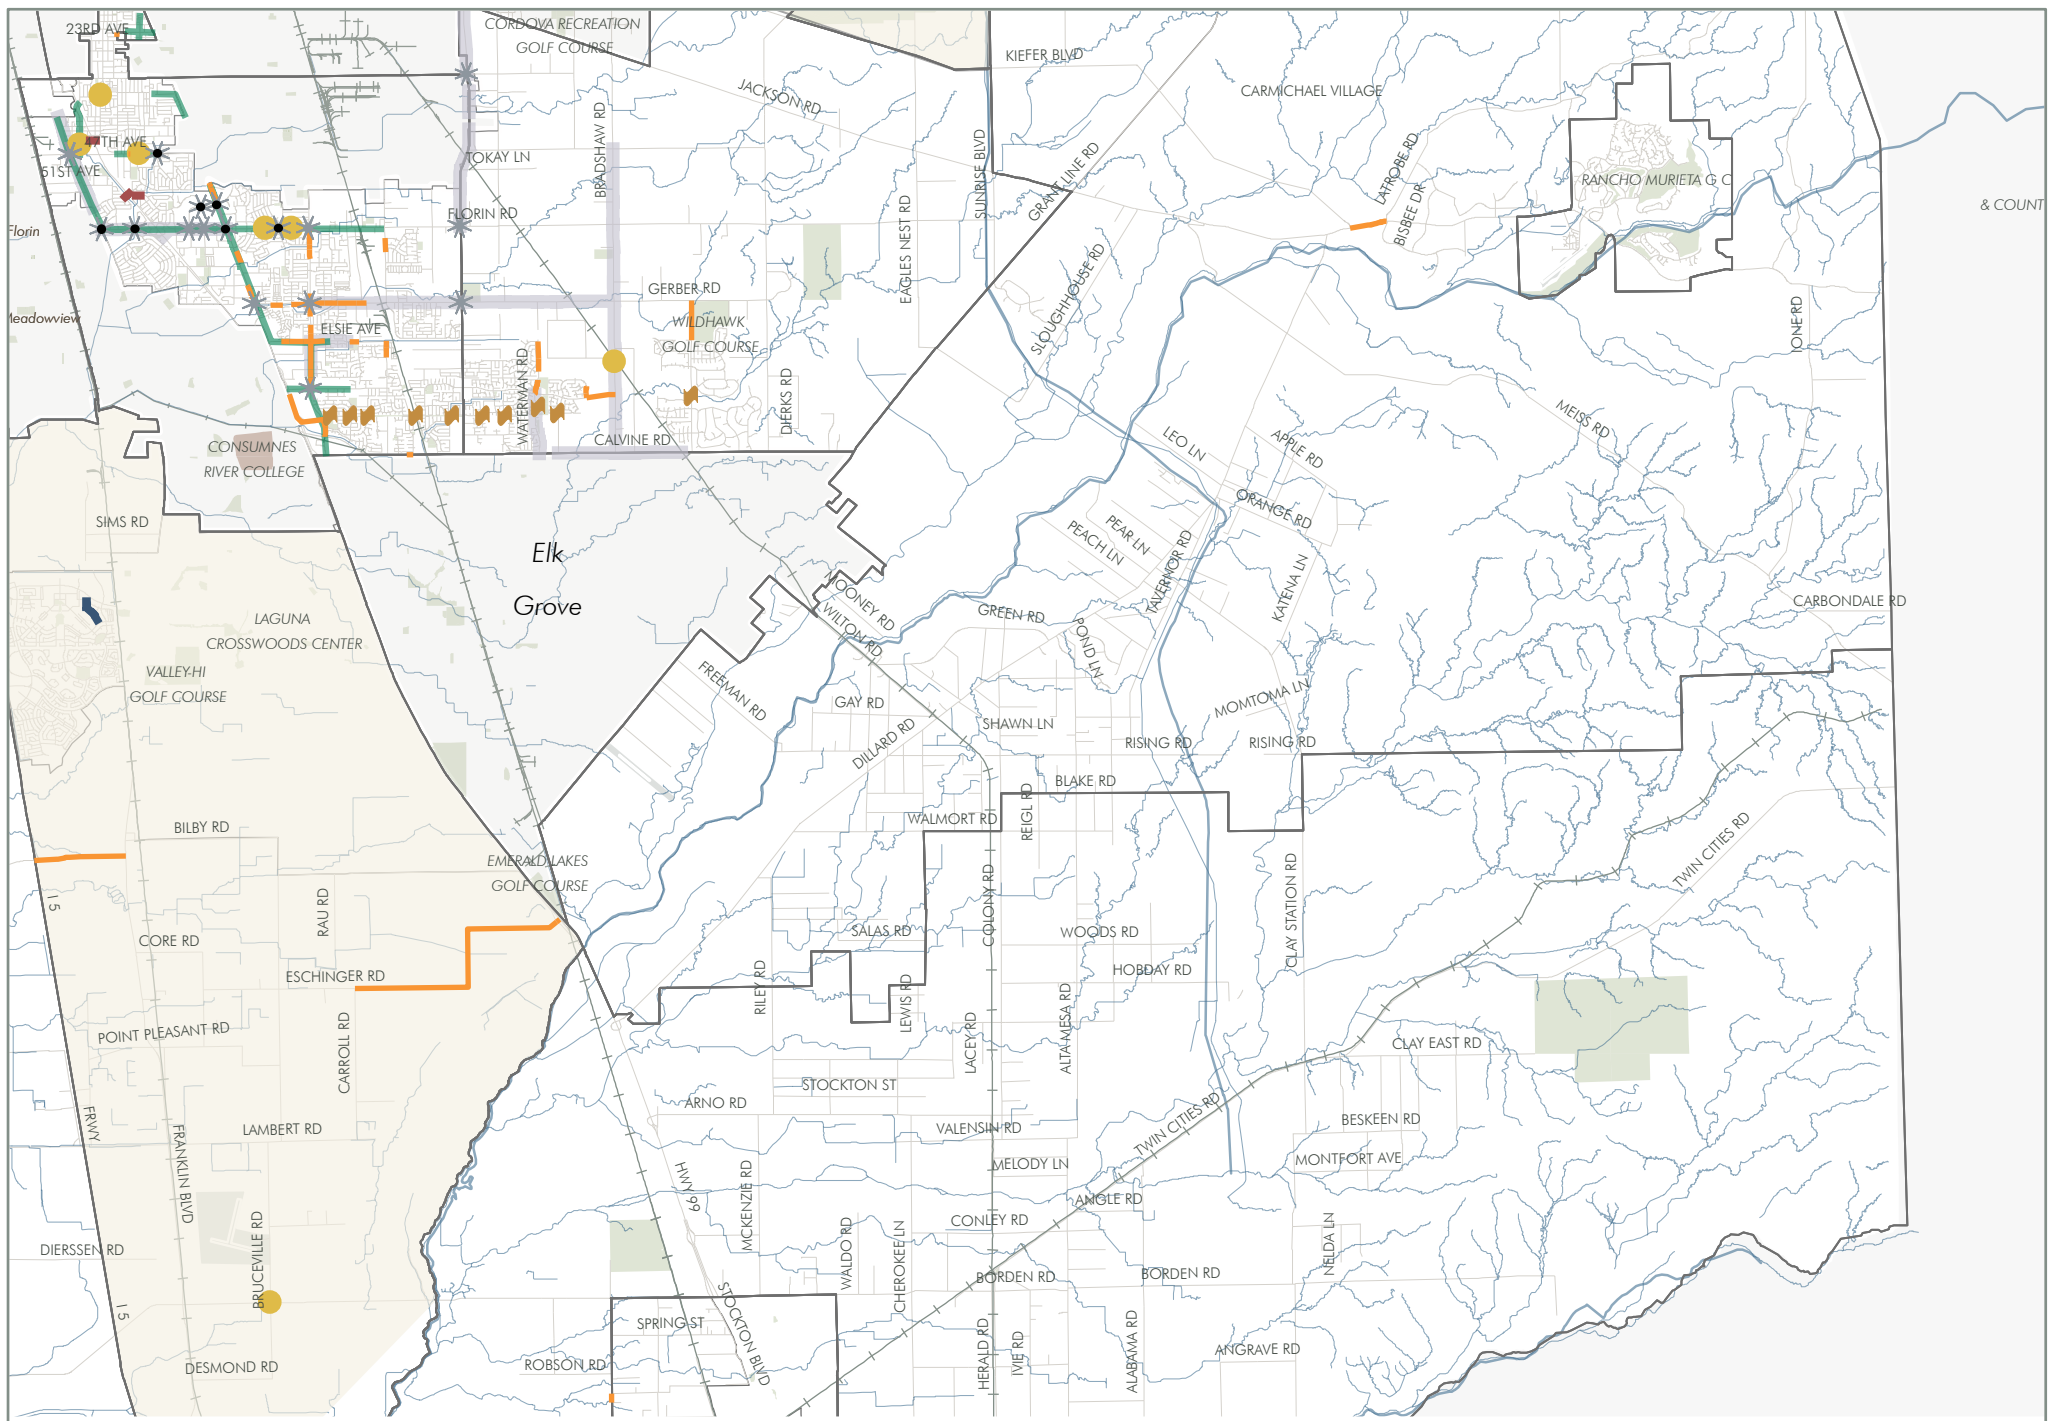 23RD AVE
CORDOVA RECREATION
GOLF COURSE
KIEFER BLVD
JACKSON RD
CARMICHAEL VILLAGE
BRADSHAW RD
TH AVE
51ST AVE
TOKAY LN
SUNRISE BLVD
GRANT LINE RD
LATROBE RD
BISBEE DR
RANCHO MURIETA G C
& COUNT
Florin
FLORIN RD
EAGLES NEST RD
SLOUGHHOUSE RD
GERBER RD
WILDHAWK
GOLF COURSE
Meadowview
ELSIE AVE
IONE RD
WATERMAN RD
DIERKS RD
MEISS RD
CALVINE RD
CONSUMNES
RIVER COLLEGE
LEO LN
APPLE RD
ORANGE RD
SIMS RD
PEAR LN
PEACH LN
TAVERNOR RD
KATENA LN
Elk
Grove
MOONEY RD
WILTON RD
GREEN RD
POND LN
CARBONDALE RD
LAGUNA
CROSSWOODS CENTER
VALLEY-HI
GOLF COURSE
FREEMAN RD
GAY RD
DILLARD RD
SHAWN LN
MOMTOMA LN
RISING RD
RISING RD
BLAKE RD
WALMORT RD
REIGL RD
BILBY RD
EMERALD LAKES
GOLF COURSE
TWIN CITIES RD
I 5
RAU RD
CORE RD
SALAS RD
COLONY RD
WOODS RD
CLAY STATION RD
ESCHINGER RD
HOBDAY RD
RILEY RD
LEWIS RD
POINT PLEASANT RD
CARROLL RD
LACEY RD
ALTA-MESA RD
CLAY EAST RD
STOCKTON ST
ARNO RD
FRWY
LAMBERT RD
FRANKLIN BLVD
VALENSIN RD
TWIN CITIES RD
BESKEEN RD
MELODY LN
MONTFORT AVE
HWY 99
MCKENZIE RD
ANGLE RD
CONLEY RD
WALDO RD
CHEROKEE LN
NELDA LN
DIERSSEN RD
BRUCEVILLE RD
BORDEN RD
BORDEN RD
I 5
STOCKTON BLVD
SPRING ST
HERALD RD
IVIE RD
ALABAMA RD
ANGRAVE RD
DESMOND RD
ROBSON RD